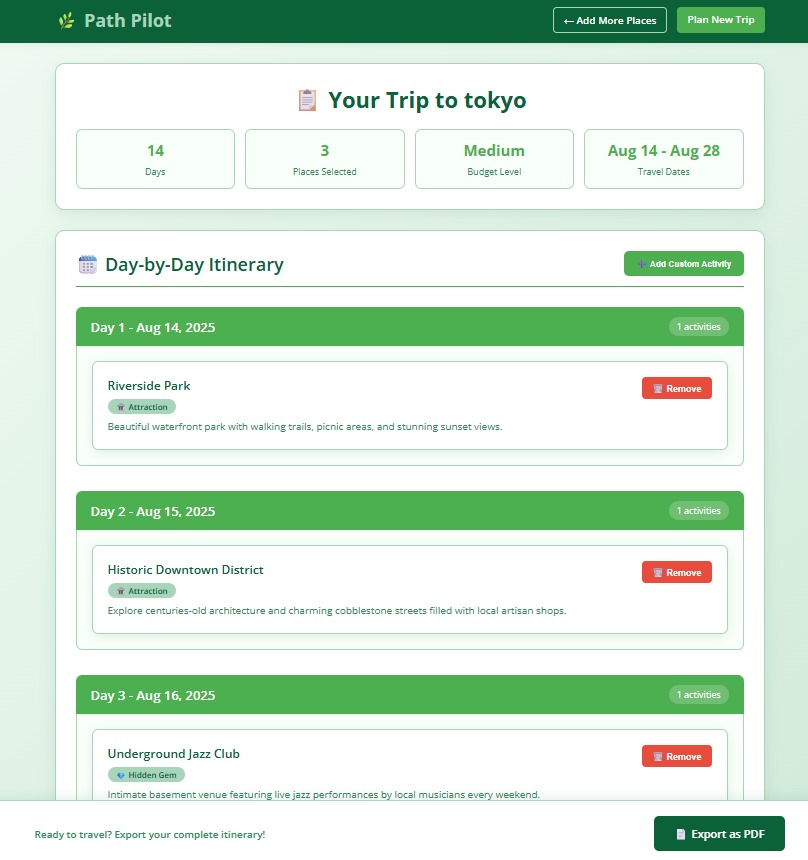 Path Pilot
← Add More Places
Plan New Trip
Your Trip to tokyo
14
Days
3
Places Selected
Medium
Budget Level
Aug 14 - Aug 28
Travel Dates
Day-by-Day Itinerary
➕ Add Custom Activity
Day 1 - Aug 14, 2025
1 activities
Riverside Park
Remove
Attraction
Beautiful waterfront park with walking trails, picnic areas, and stunning sunset views.
Day 2 - Aug 15, 2025
1 activities
Historic Downtown District
Remove
Attraction
Explore centuries-old architecture and charming cobblestone streets filled with local artisan shops.
Day 3 - Aug 16, 2025
1 activities
Underground Jazz Club
Remove
Hidden Gem
Intimate basement venue featuring live jazz performances by local musicians every weekend.
Ready to travel? Export your complete itinerary!
Export as PDF